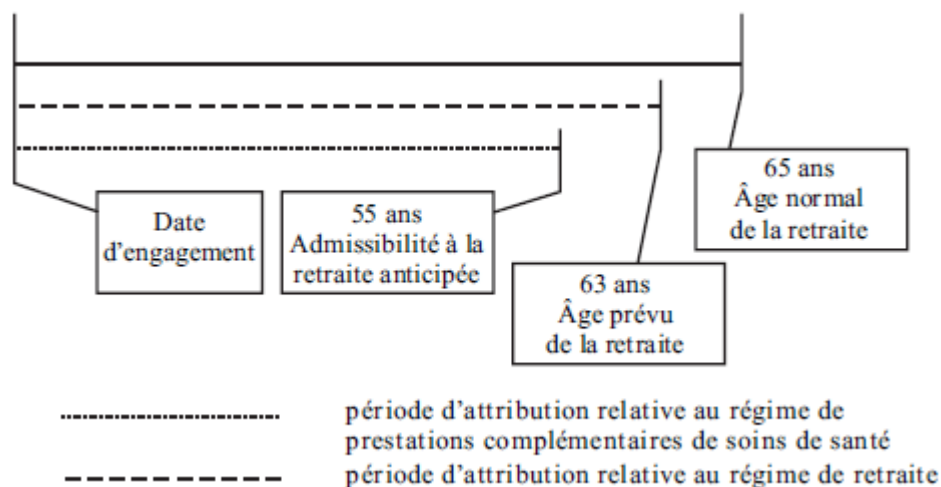 65 ans
Âge normal
de la retraite
Date
d'engagement
55 ans
Admissibilité à la
retraite anticipée
63 ans
Âge prévu
de la retraite
période d'attribution relative au régime de
prestations complémentaires de soins de santé
période d'attribution relative au régime de retraite